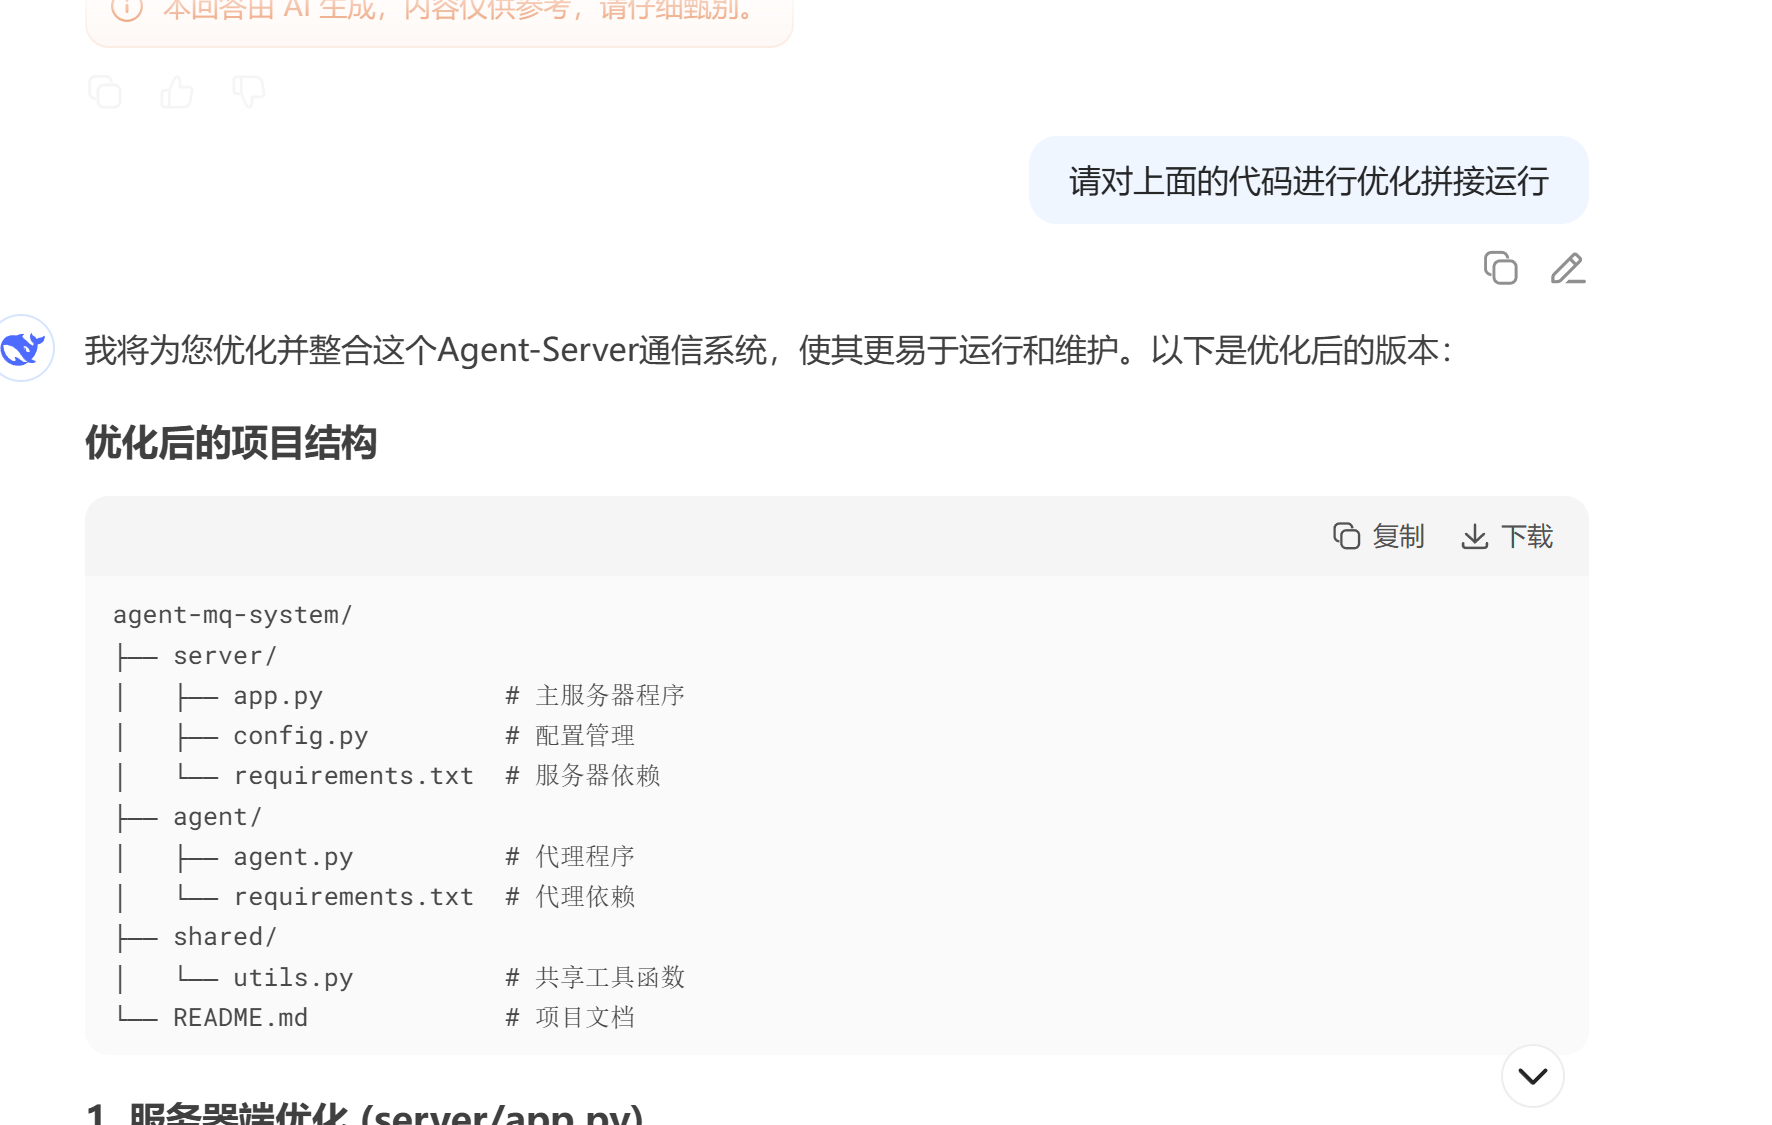 本回答由 AI 生成，内容仅供参考，请仔细甄别。
请对上面的代码进行优化拼接运行
我将为您优化并整合这个Agent-Server通信系统，使其更易于运行和维护。以下是优化后的版本：
优化后的项目结构
复制 下载
agent-mq-system/
├── server/
│   ├── app.py            # 主服务器程序
│   ├── config.py         # 配置管理
│   └── requirements.txt  # 服务器依赖
├── agent/
│   ├── agent.py          # 代理程序
│   └── requirements.txt  # 代理依赖
├── shared/
│   └── utils.py          # 共享工具函数
└── README.md             # 项目文档
1. 服务器端优化 (server/app.py)